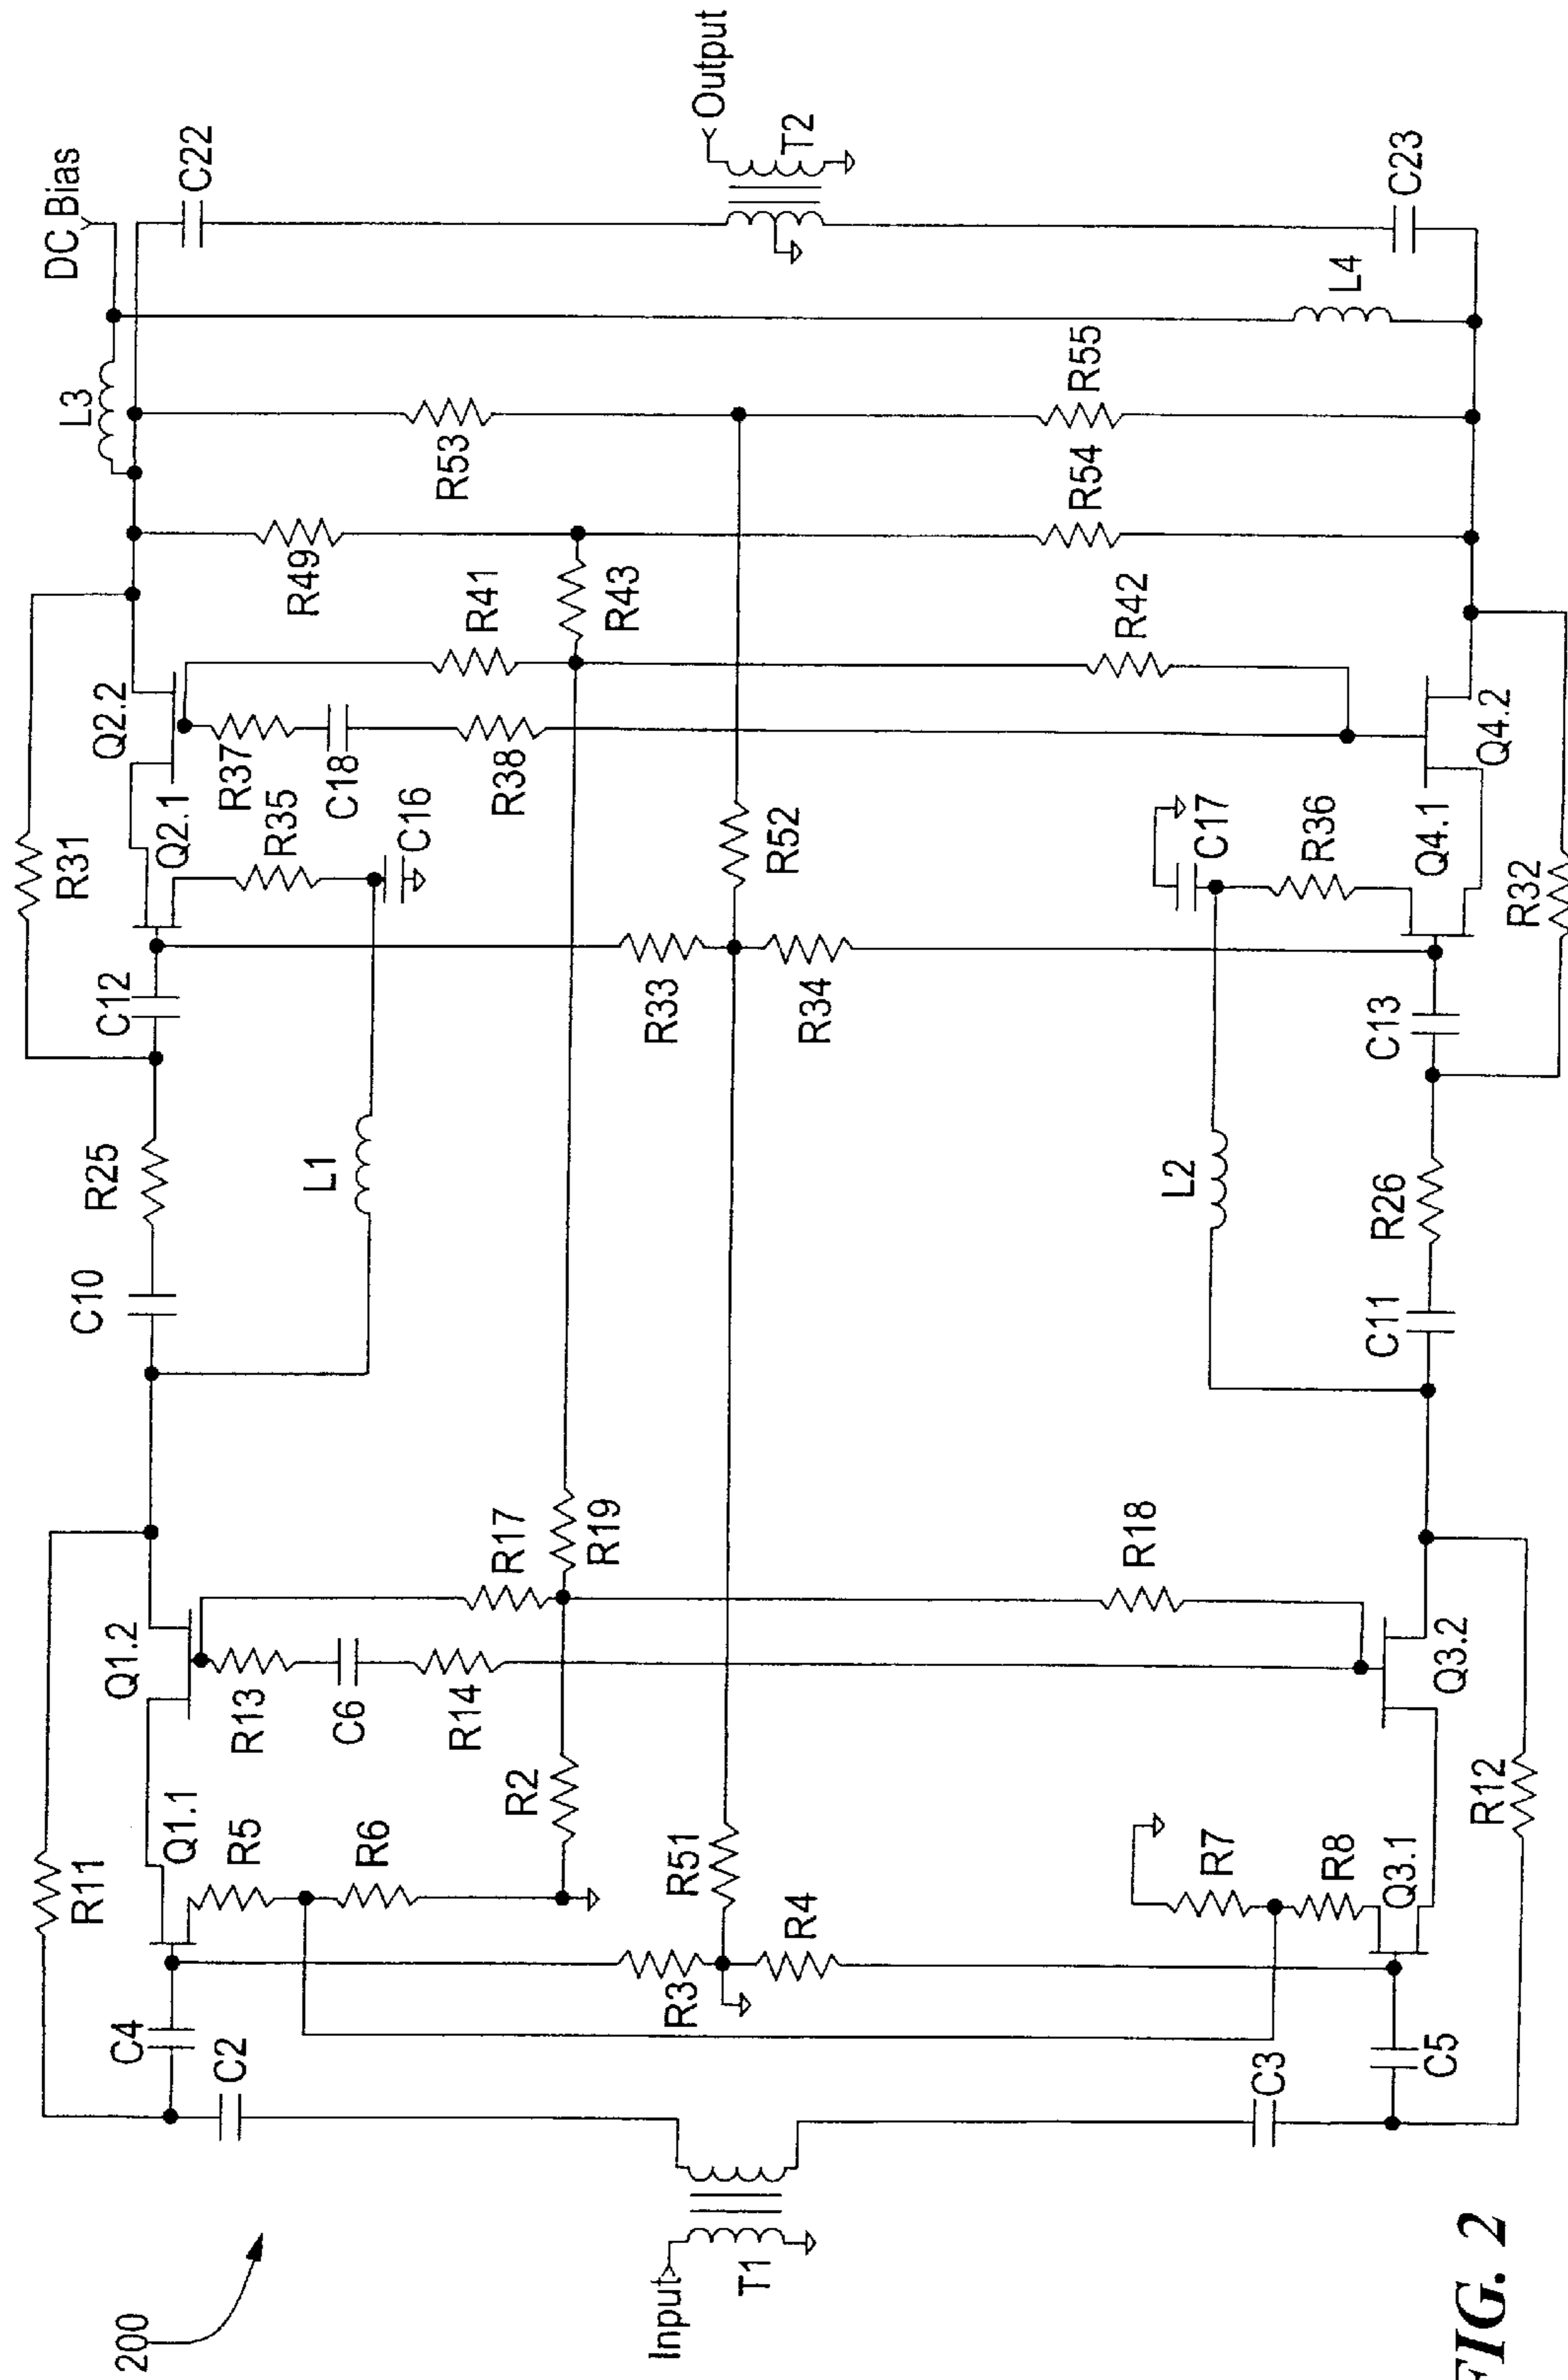 200
FIG. 2
Input
T1
C2
C4
R11
Q1.1
R5
R6
Q1.2
R13
C6
R14
R17
R2
R19
R51
R3
R4
R18
R7
R8
Q3.1
Q3.2
R12
C3
C5
C10
R25
L1
C12
R31
Q2.1
Q2.2
R37
R35
C18
C16
R38
R41
R49
R43
R33
R34
R52
R53
R54
R55
R42
L2
C11
R26
C13
C17
R36
Q4.1
Q4.2
R32
L3
L4
DC Bias
C22
C23
T2
Output